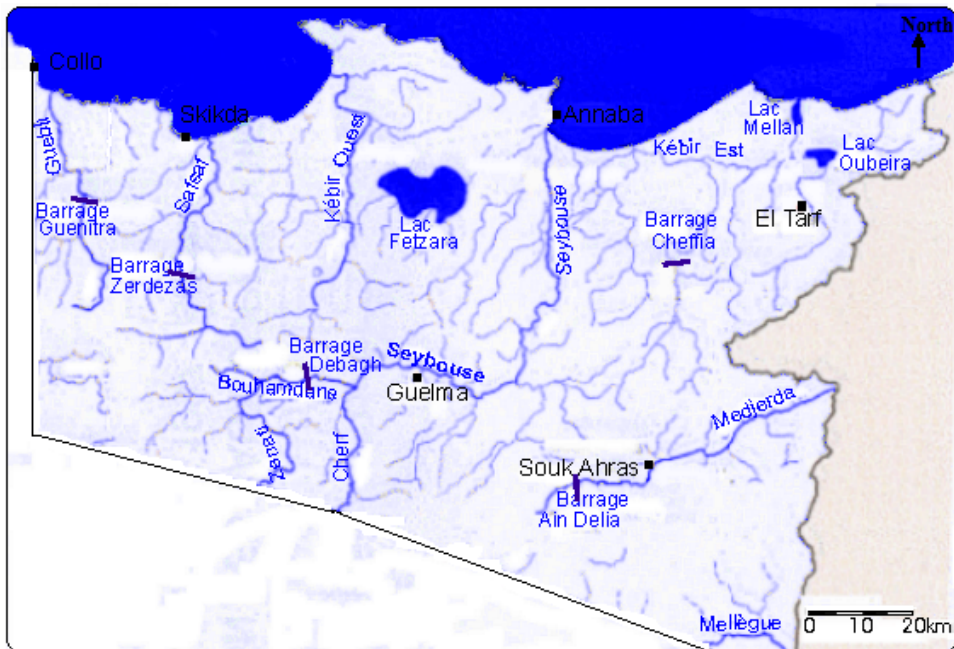 North
Collo
Skikda
Annaba
Lac
Mellah
Kébir Est
Lac
Oubeira
Guebli
Safsaf
Kébir Ouest
Barrage
Guenitra
Lac
Fetzara
Seybouse
Barrage
Cheffia
El Tarf
Barrage
Zerdezas
Barrage
Debagh
Seybouse
Bouhamdane
Guelma
Medjerda
Zenati
Cherf
Souk Ahras
Barrage
Ain Delia
Mellègue
0 10 20km